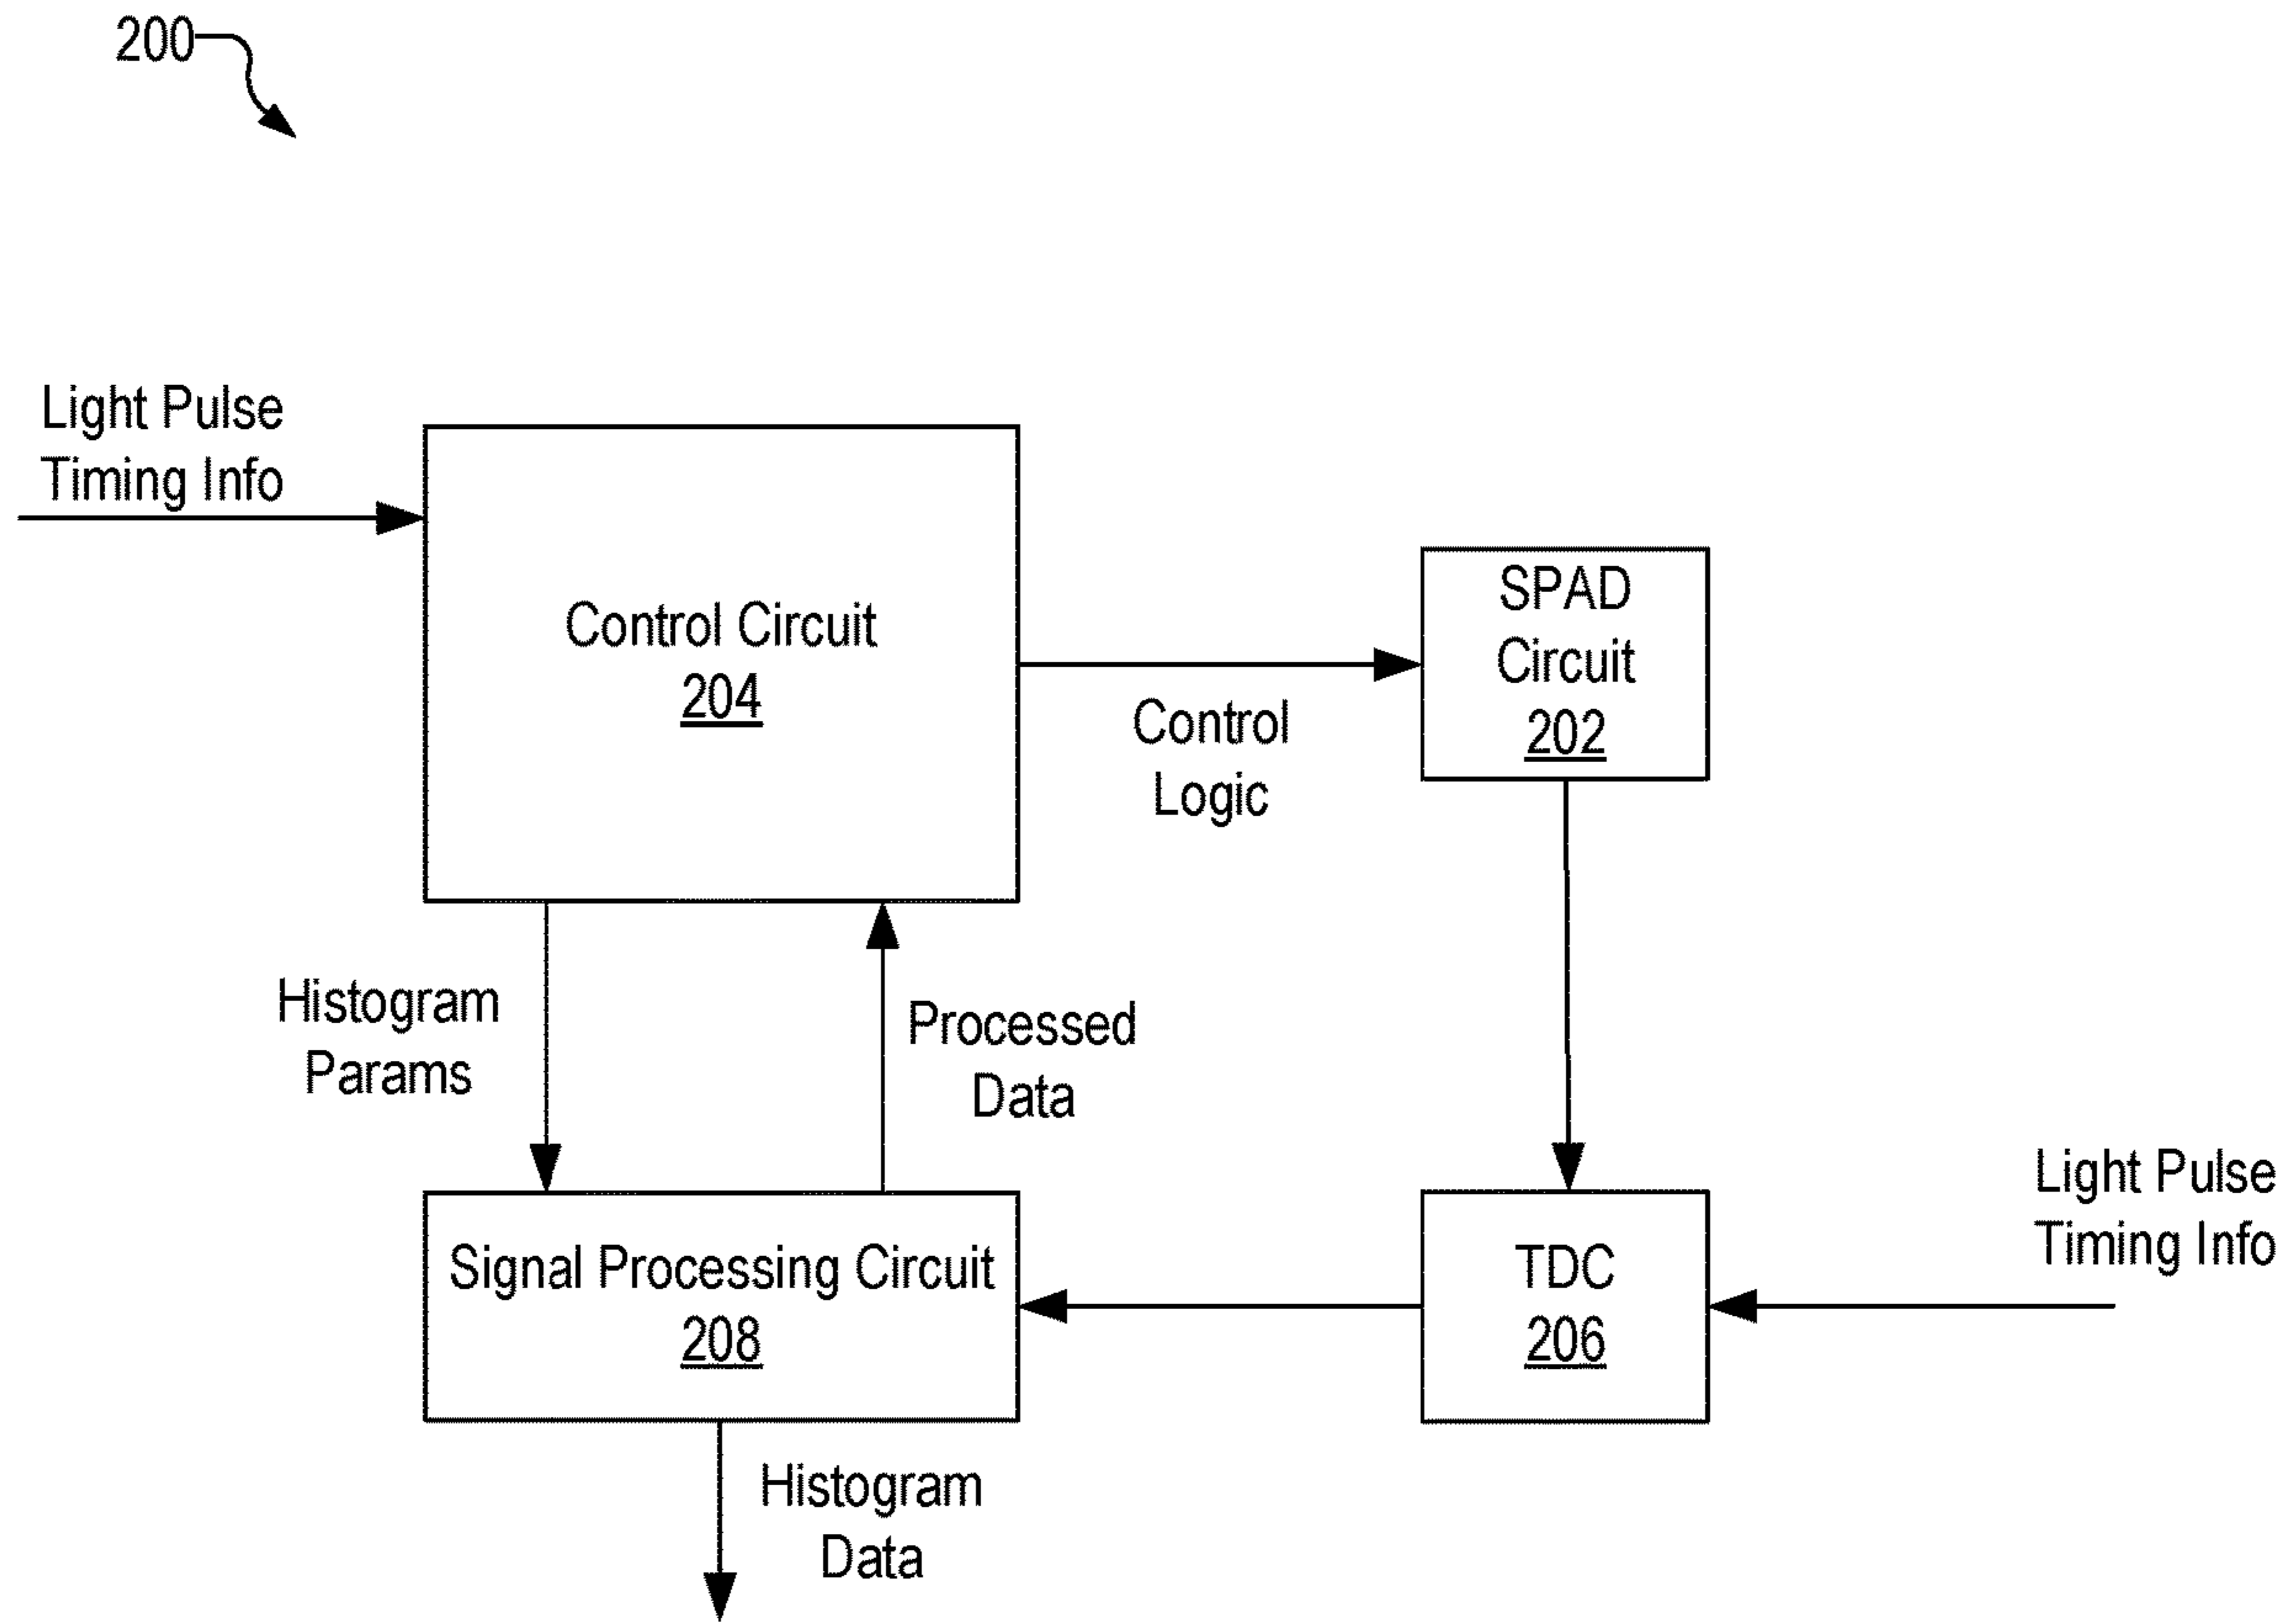 200
Light Pulse
Timing Info
Control Circuit
204
Control
Logic
SPAD
Circuit
202
Histogram
Params
Processed
Data
Signal Processing Circuit
208
TDC
206
Light Pulse
Timing Info
Histogram
Data